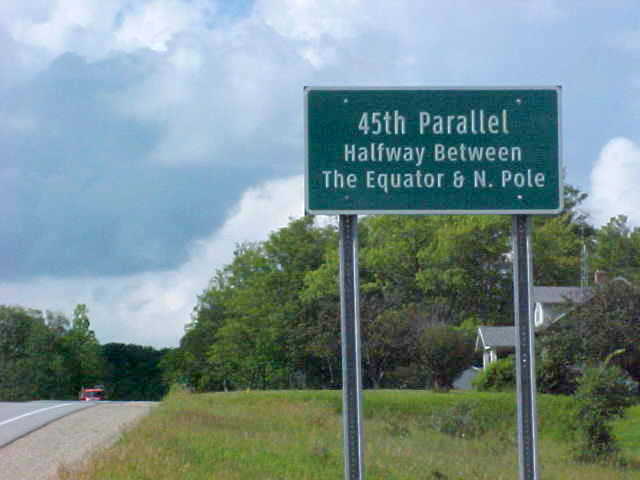 45th Parallel
Halfway Between
The Equator & N. Pole